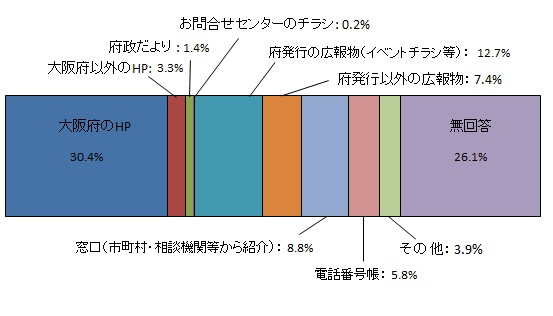 お問合せセンターのチラシ: 0.2%
府政だより : 1.4%
府発行の広報物(イベントチラシ等): 12.7%
大阪府以外のHP: 3.3%
府発行以外の広報物: 7.4%
大阪府のHP
30.4%
無回答
26.1%
窓口(市町村・相談機関等から紹介): 8.8%
その他: 3.9%
電話番号帳: 5.8%